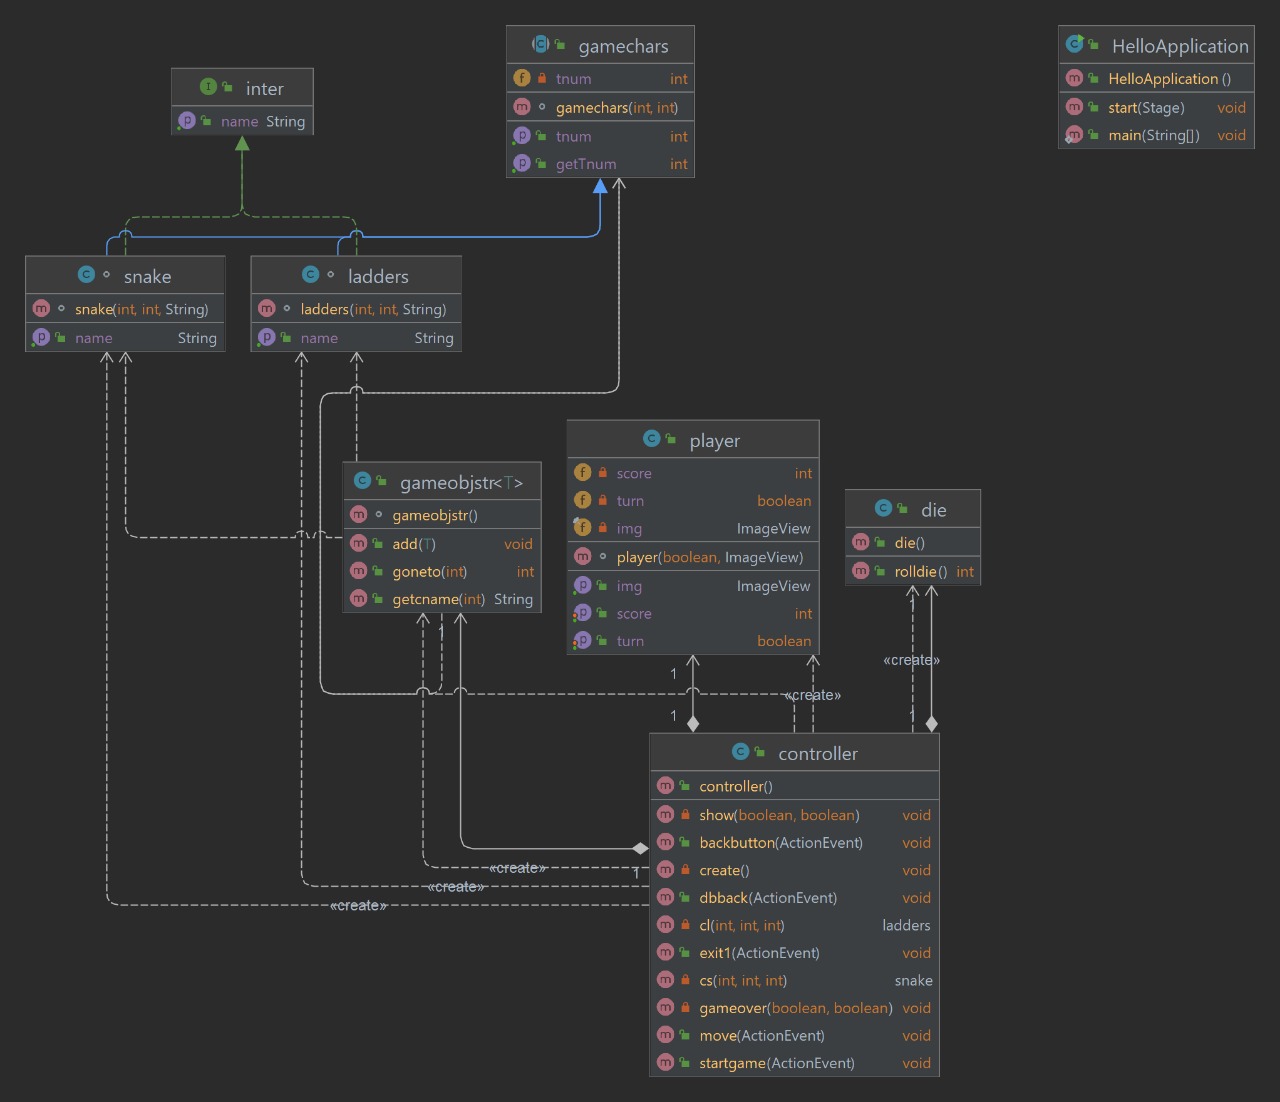 inter
name String
gamechars
tnum int
gamechars(int, int)
tnum int
getTnum int
HelloApplication
HelloApplication ()
start(Stage) void
main(String[]) void
snake
snake(int, int, String)
name String
ladders
ladders(int, int, String)
name String
gameobjstr<T>
gameobjstr()
add(T) void
goneto(int) int
getcname(int) String
player
score int
turn boolean
img ImageView
player(boolean, ImageView)
img ImageView
score int
turn boolean
die
die()
rolldie() int
1
1
«create»
1
1
«create»
1
controller
controller()
show(boolean, boolean) void
backbutton(ActionEvent) void
create() void
dbback(ActionEvent) void
cl(int, int, int) ladders
exit1(ActionEvent) void
cs(int, int, int) snake
gameover(boolean, boolean) void
move(ActionEvent) void
startgame(ActionEvent) void
«create»
1
«create»
«create»